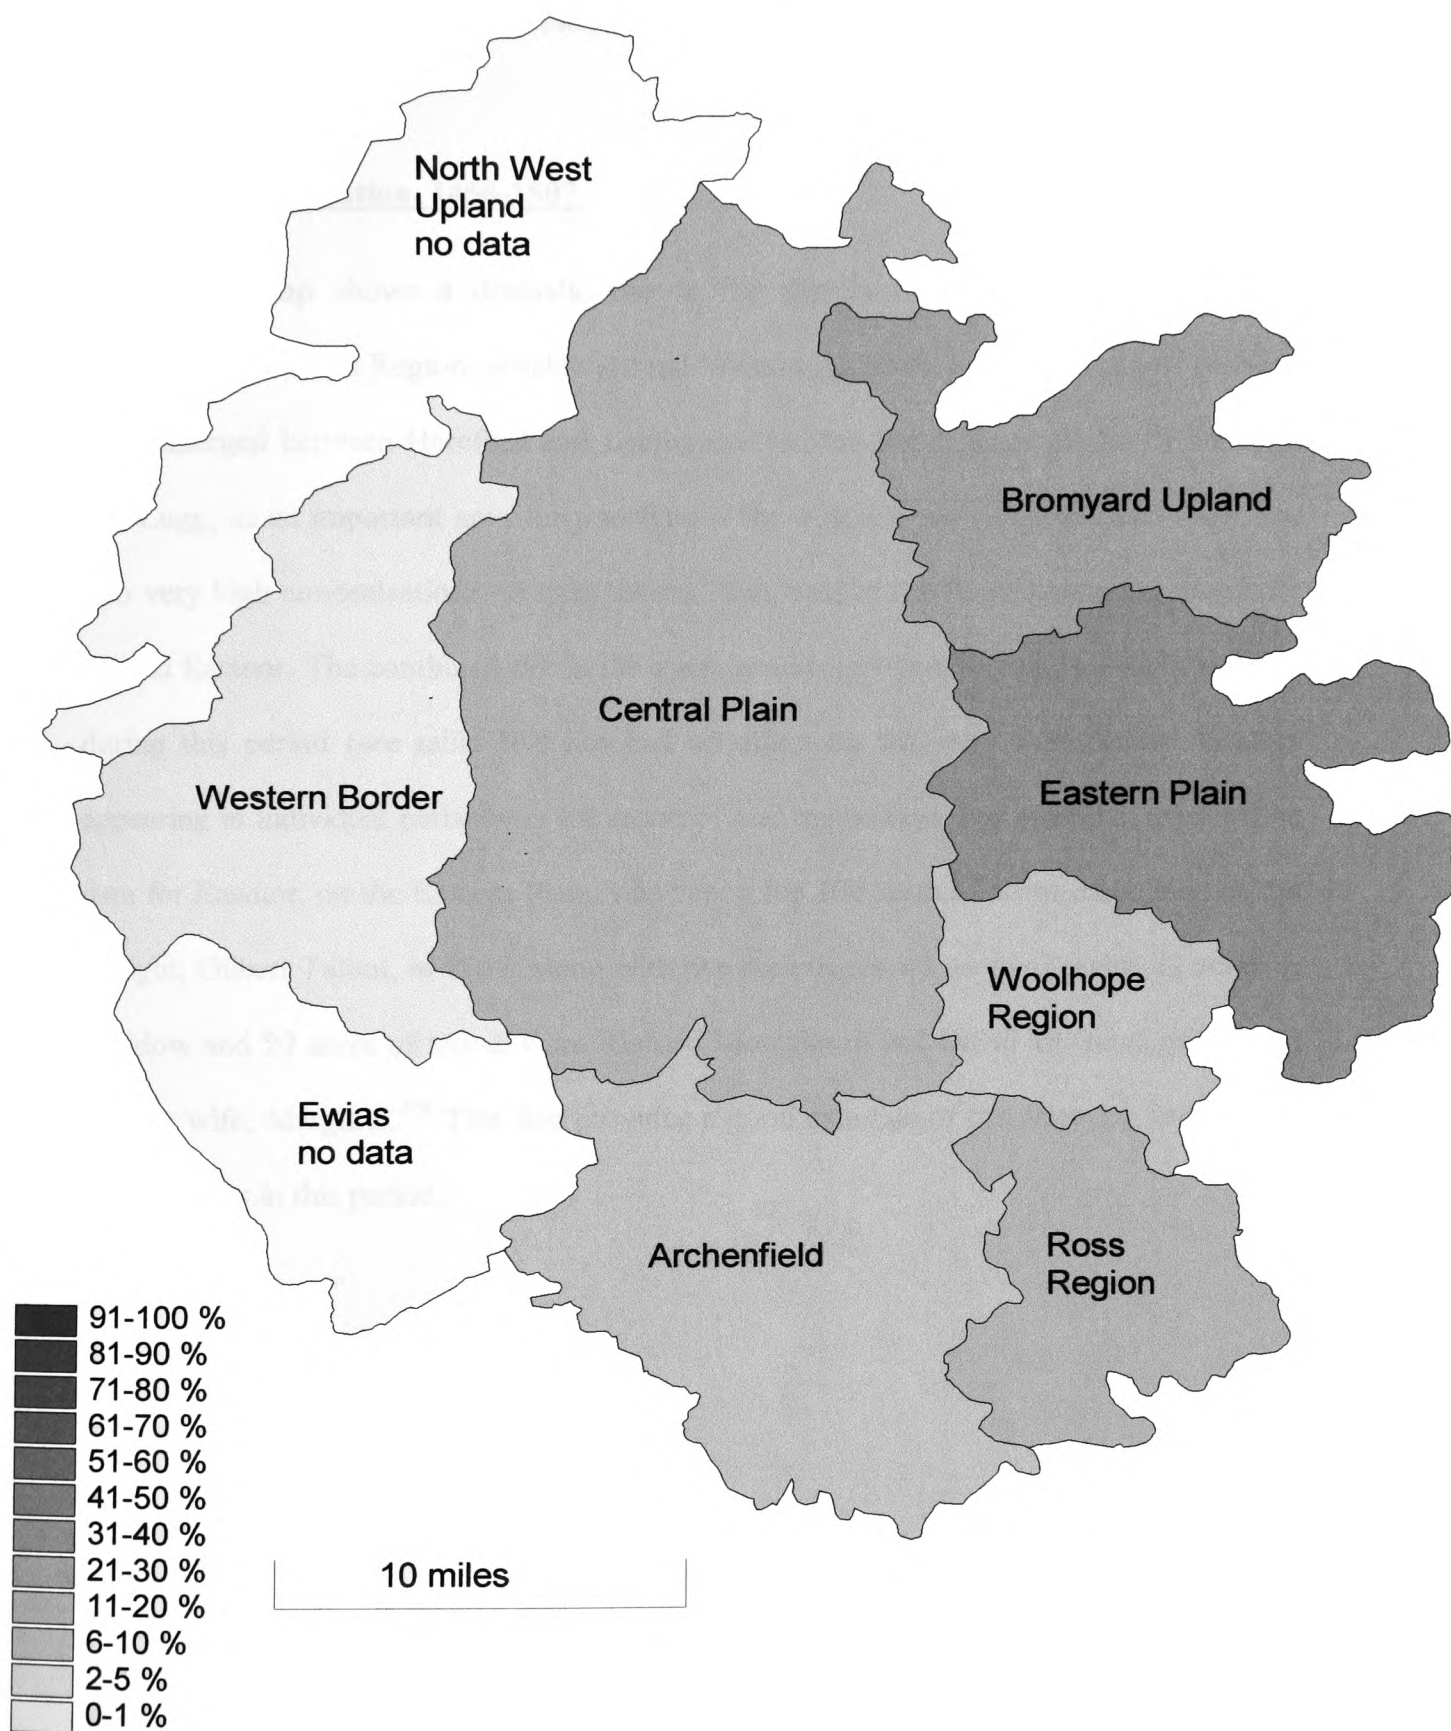 North West
Upland
no data
Bromyard Upland
Central Plain
Western Border
Eastern Plain
Woolhope
Region
Ewias
no data
Archenfield
Ross
Region
91-100 %
81-90 %
71-80 %
61-70 %
51-60 %
41-50 %
31-40 %
21-30 %
11-20 %
6-10 %
2-5 %
0-1 %
10 miles